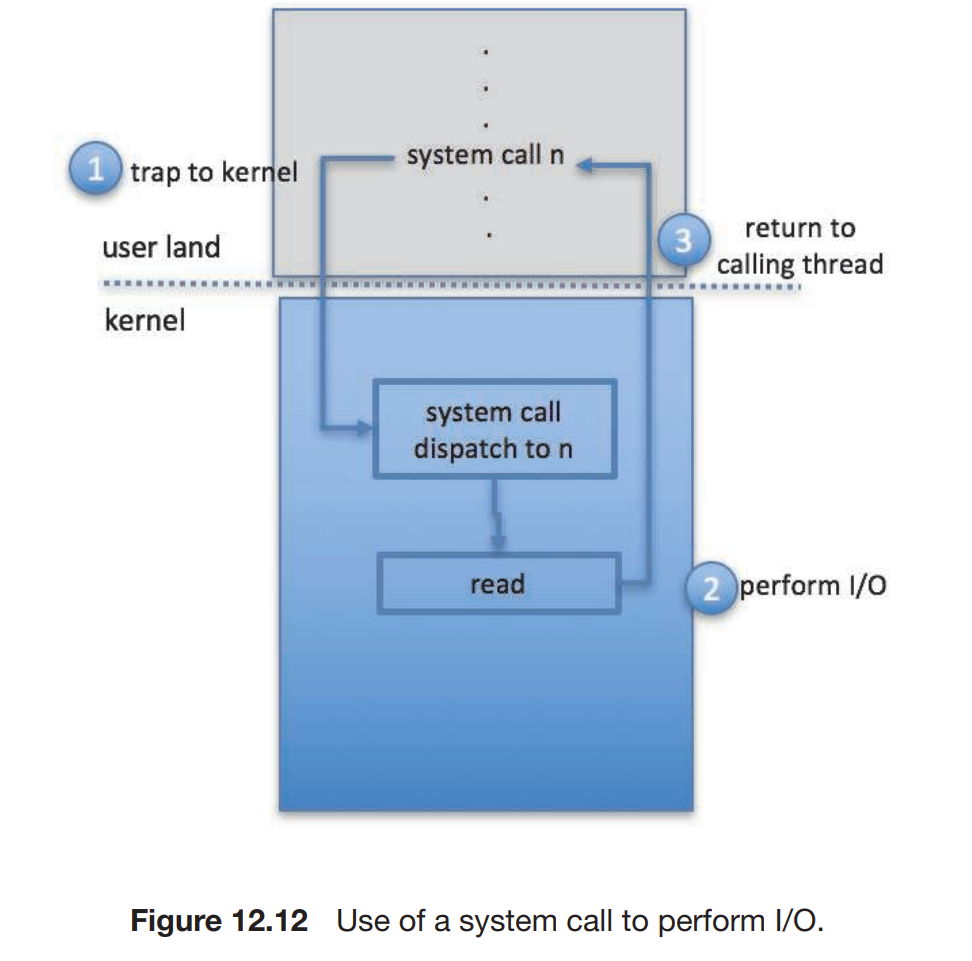 system call n
1 trap to kernel
3 return to
calling thread
user land
kernel
system call
dispatch to n
read
2 perform I/O
Figure 12.12 Use of a system call to perform I/O.